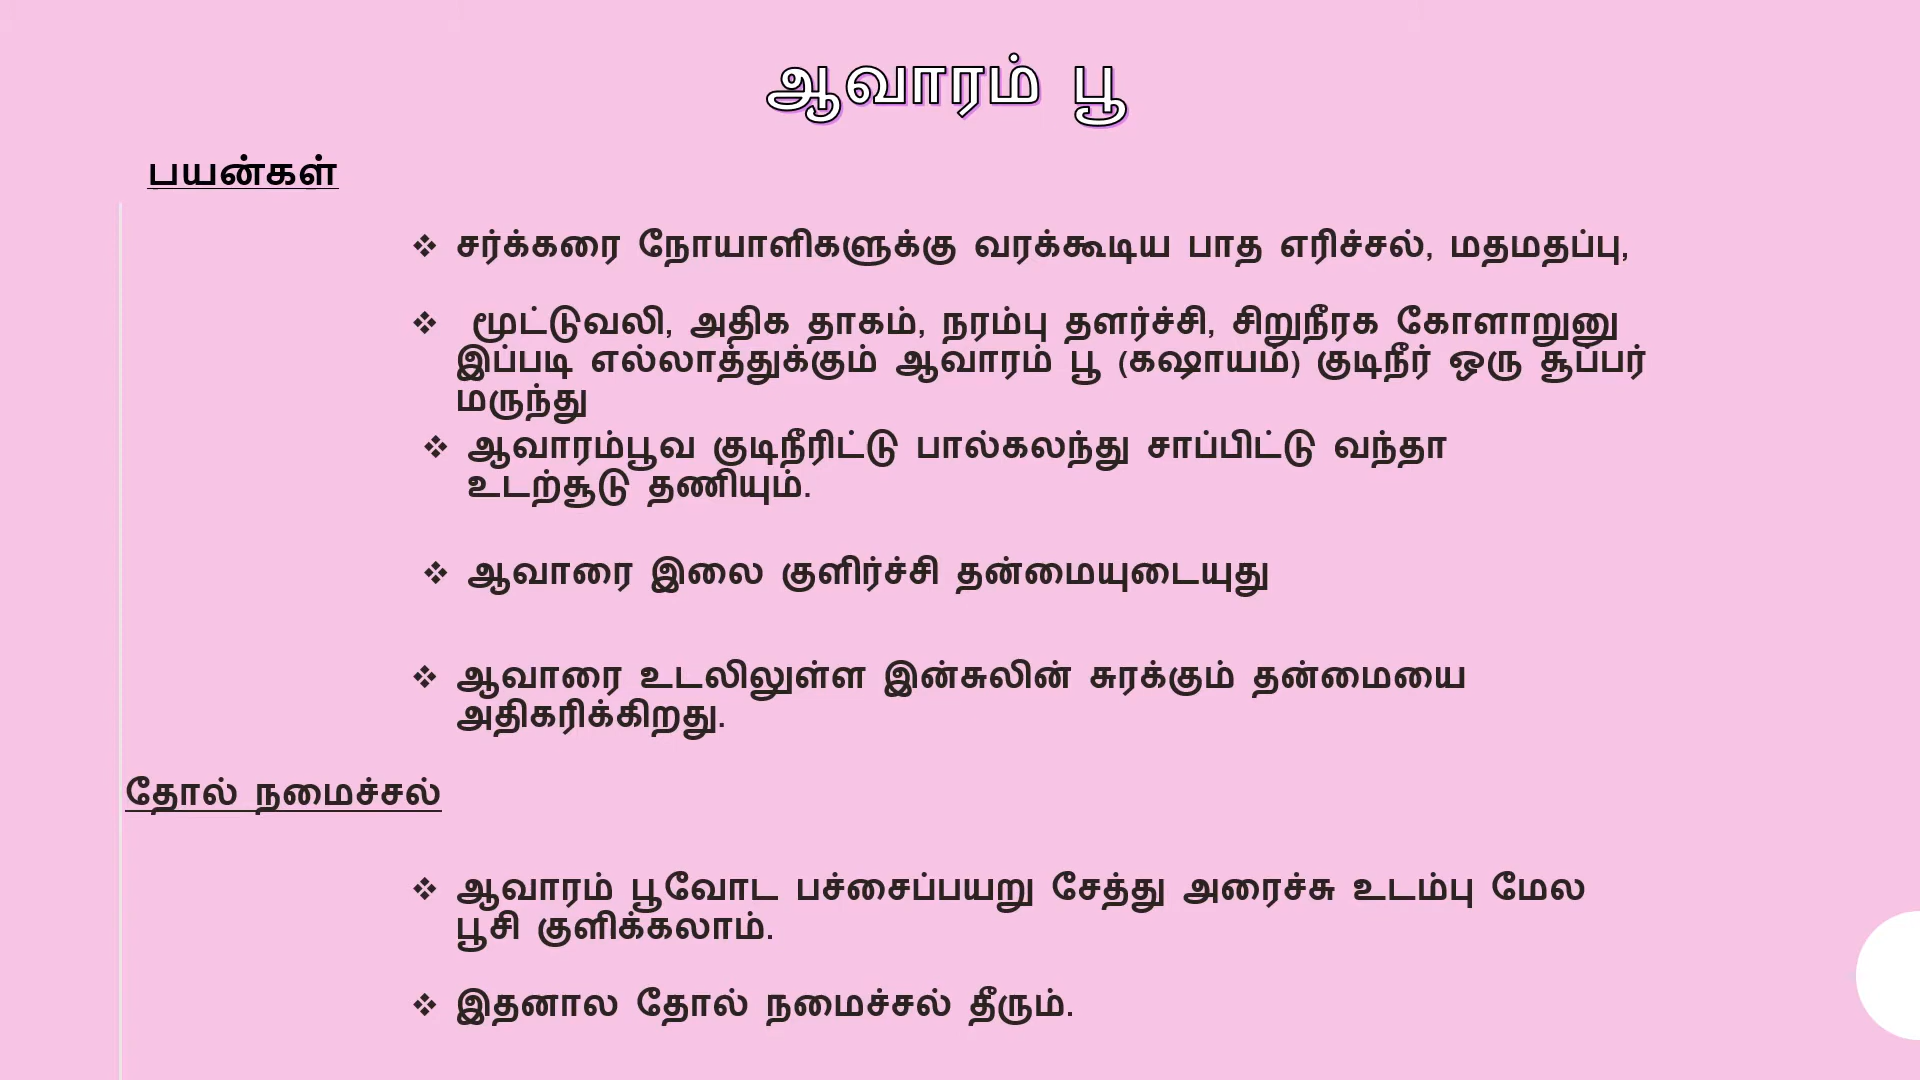 ஆவாரம் பூ
பயன்கள்
❖ சர்க்கரை நோயாளிகளுக்கு வரக்கூடிய பாத எரிச்சல், மதமதப்பு,
❖ மூட்டுவலி, அதிக தாகம், நரம்பு தளர்ச்சி, சிறுநீரக கோளாறுனு
இப்படி எல்லாத்துக்கும் ஆவாரம் பூ (கஷாயம்) குடிநீர் ஒரு சூப்பர்
மருந்து
❖ ஆவாரம்பூவ குடிநீரிட்டு பால்கலந்து சாப்பிட்டு வந்தா
உடற்சூடு தணியும்.
❖ ஆவாரை இலை குளிர்ச்சி தன்மையுடையுது
❖ ஆவாரை உடலிலுள்ள இன்சுலின் சுரக்கும் தன்மையை
அதிகரிக்கிறது.
தோல் நமைச்சல்
❖ ஆவாரம் பூவோட பச்சைப்பயறு சேத்து அரைச்சு உடம்பு மேல
பூசி குளிக்கலாம்.
❖ இதனால தோல் நமைச்சல் தீரும்.